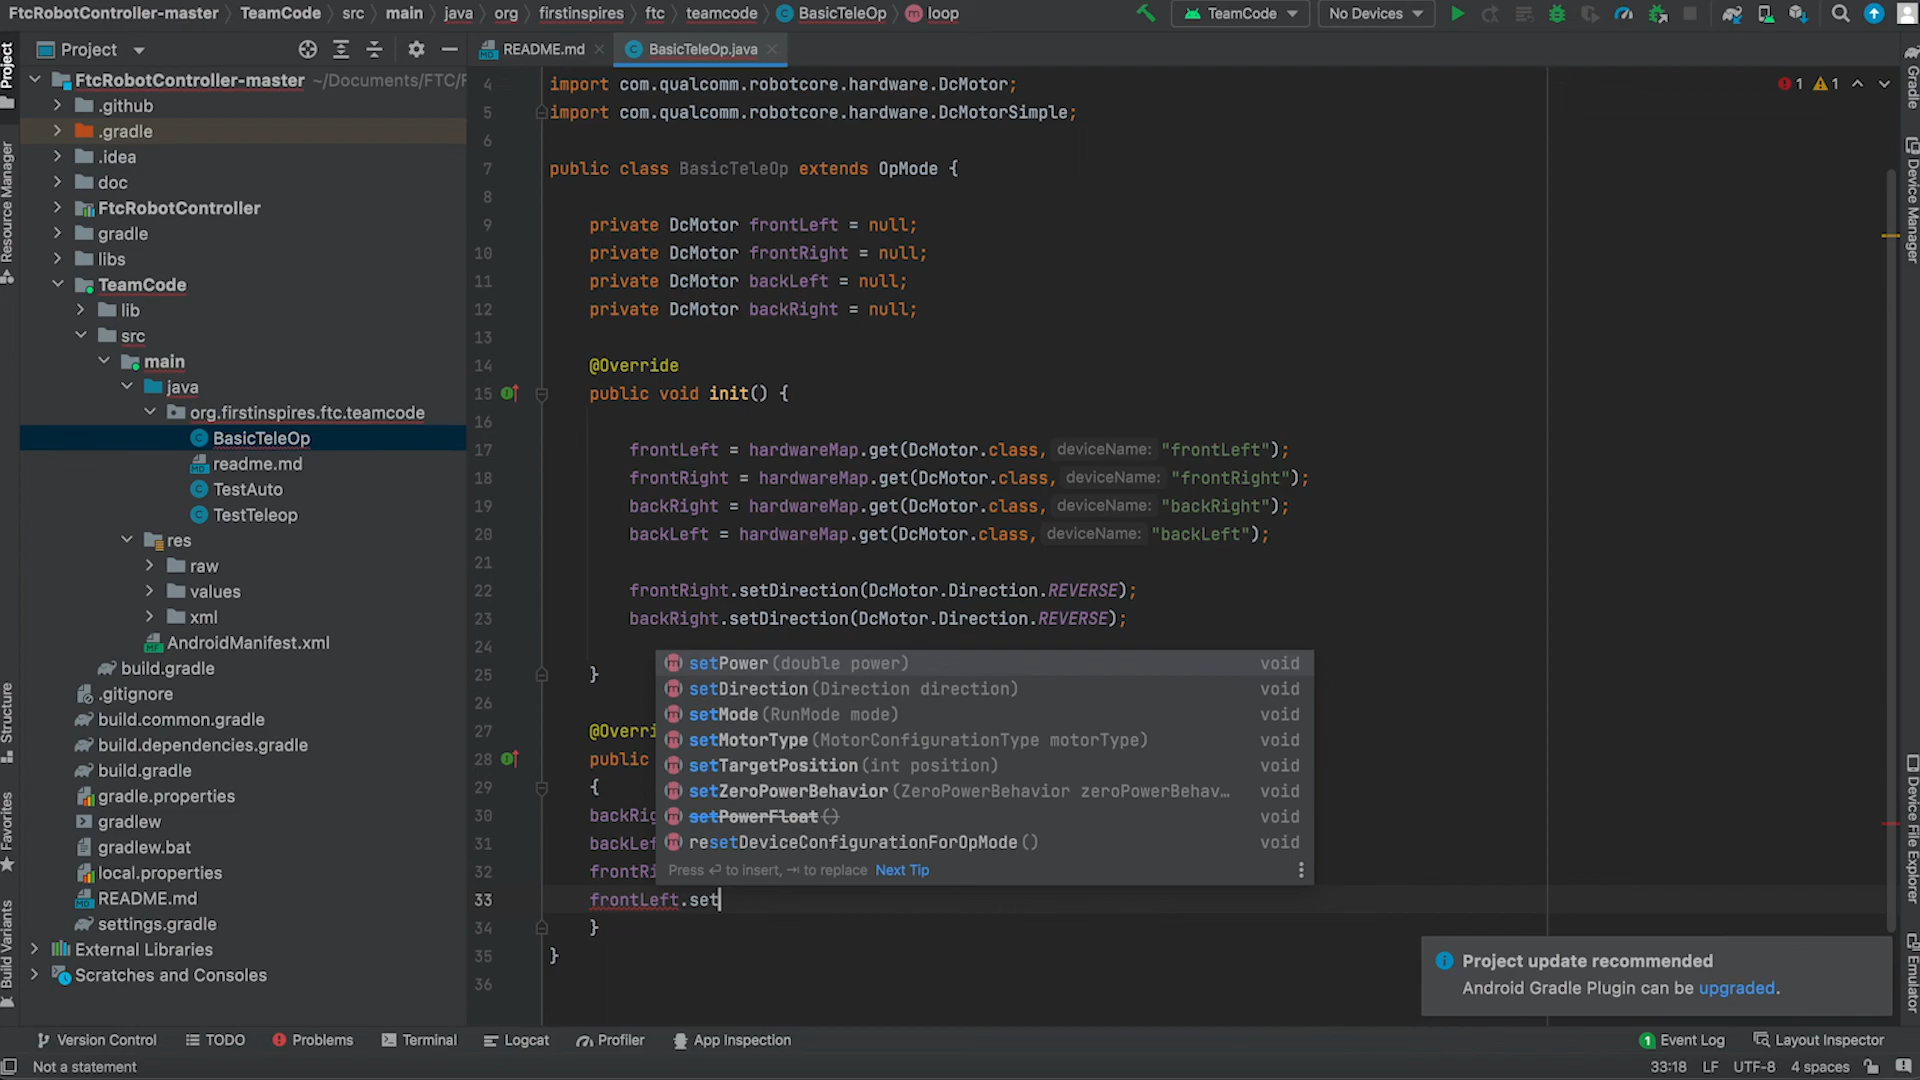 FtcRobotController-master TeamCode src main java org firstinspires ftc teamcode BasicTeleOp loop
TeamCode No Devices
Project
README.md BasicTeleOp.java
FtcRobotController-master ~/Documents/FTC/F
.github
.gradle
.idea
doc
FtcRobotController
gradle
libs
TeamCode
lib
src
main
java
org.firstinspires.ftc.teamcode
BasicTeleOp
readme.md
TestAuto
TestTeleop
res
raw
values
xml
AndroidManifest.xml
build.gradle
.gitignore
build.common.gradle
build.dependencies.gradle
build.gradle
gradle.properties
gradlew
gradlew.bat
local.properties
README.md
settings.gradle
External Libraries
Scratches and Consoles
Project
Resource Manager
Structure
Favorites
Build Variants
4 import com.qualcomm.robotcore.hardware.DcMotor;
5 import com.qualcomm.robotcore.hardware.DcMotorSimple;
6
7 public class BasicTeleOp extends OpMode {
8
9 private DcMotor frontLeft = null;
10 private DcMotor frontRight = null;
11 private DcMotor backLeft = null;
12 private DcMotor backRight = null;
13
14 @Override
15 public void init() {
16
17 frontLeft = hardwareMap.get(DcMotor.class, deviceName: "frontLeft");
18 frontRight = hardwareMap.get(DcMotor.class, deviceName: "frontRight");
19 backRight = hardwareMap.get(DcMotor.class, deviceName: "backRight");
20 backLeft = hardwareMap.get(DcMotor.class, deviceName: "backLeft");
21
22 frontRight.setDirection(DcMotor.Direction.REVERSE);
23 backRight.setDirection(DcMotor.Direction.REVERSE);
24
25 }
26
27 @Overri
28 public
29 {
30 backRig
31 backLef
32 frontRi
33 frontLeft.set
34 }
35 }
36
setPower(double power) void
setDirection(Direction direction) void
setMode(RunMode mode) void
setMotorType(MotorConfigurationType motorType) void
setTargetPosition(int position) void
setZeroPowerBehavior(ZeroPowerBehavior zeroPowerBehav... void
setPowerFloat() void
resetDeviceConfigurationForOpMode() void
Press ⏎ to insert, ⇥ to replace Next Tip
1 1
Gradle
Device Manager
Device File Explorer
Emulator
Project update recommended
Android Gradle Plugin can be upgraded.
Version Control TODO Problems Terminal Logcat Profiler App Inspection
1 Event Log Layout Inspector
Not a statement
33:18 LF UTF-8 4 spaces